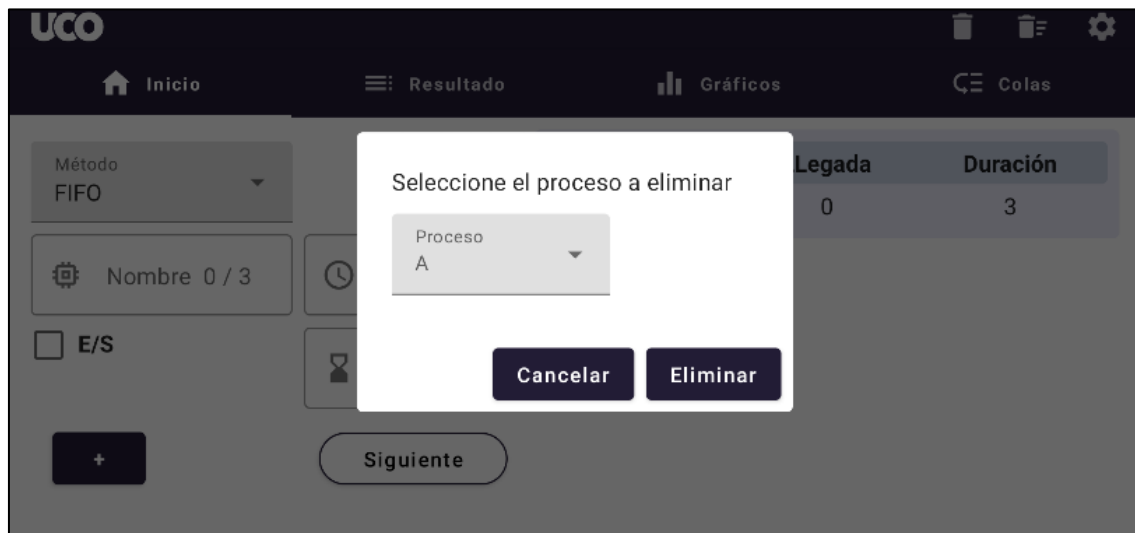 UCO
Inicio Resultado Gráficos Colas
Método
FIFO
Legada Duración
0 3
Seleccione el proceso a eliminar
Proceso
A
Nombre 0 / 3
E/S
Cancelar Eliminar
+ Siguiente